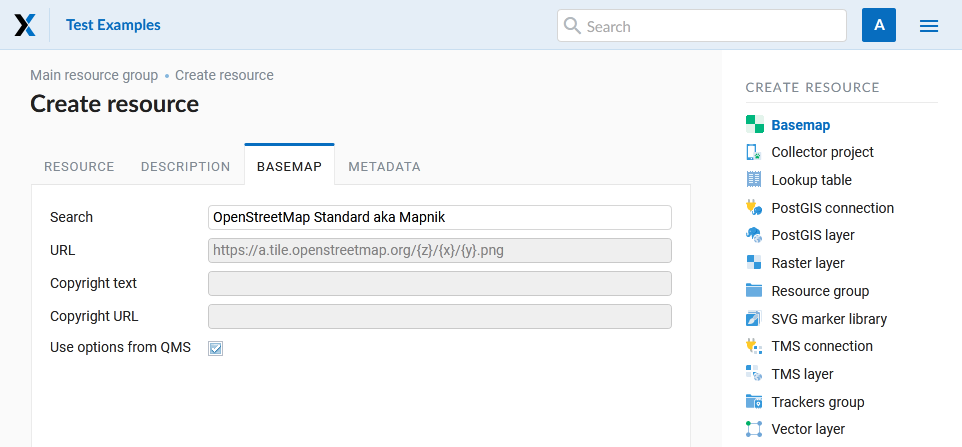 Test Examples
Search
A
Main resource group • Create resource
Create resource
RESOURCE DESCRIPTION BASEMAP METADATA
Search OpenStreetMap Standard aka Mapnik
URL https://a.tile.openstreetmap.org/{z}/{x}/{y}.png
Copyright text
Copyright URL
Use options from QMS
CREATE RESOURCE
Basemap
Collector project
Lookup table
PostGIS connection
PostGIS layer
Raster layer
Resource group
SVG marker library
TMS connection
TMS layer
Trackers group
Vector layer